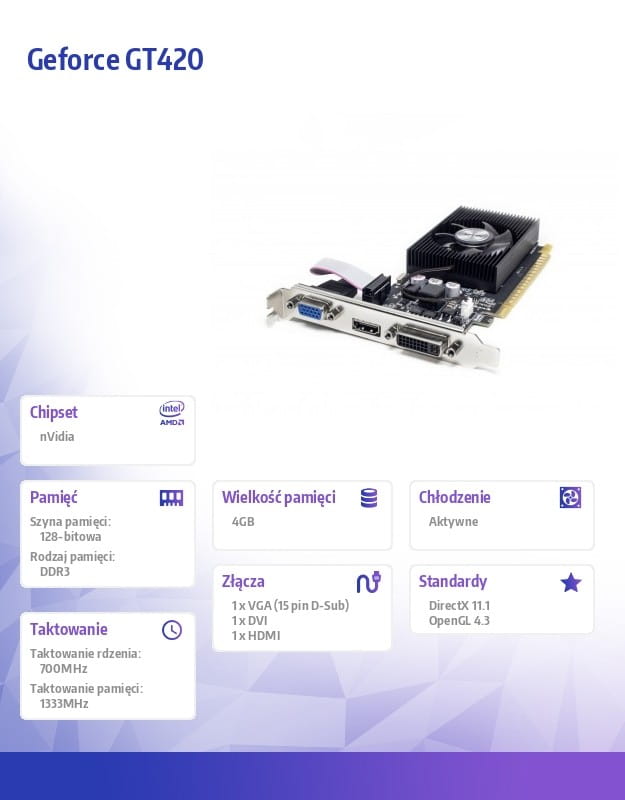 Geforce GT420
Chipset
intel
AMD
nVidia
Pamięć
Szyna pamięci:
128-bitowa
Rodzaj pamięci:
DDR3
Wielkość pamięci
4GB
Chłodzenie
Aktywne
Złącza
1 x VGA (15 pin D-Sub)
1 x DVI
1 x HDMI
Standardy
DirectX 11.1
OpenGL 4.3
Taktowanie
Taktowanie rdzenia:
700MHz
Taktowanie pamięci:
1333MHz